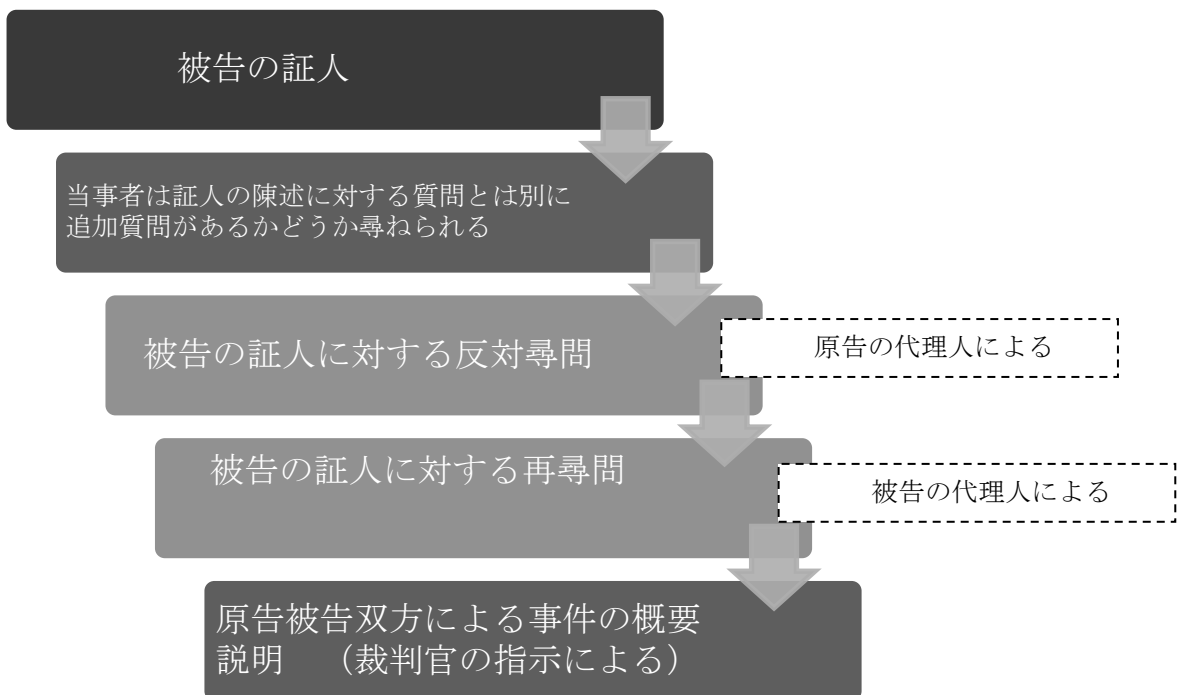 被告の証人
当事者は証人の陳述に対する質問とは別に
追加質問があるかどうか尋ねられる
被告の証人に対する反対尋問
原告の代理人による
被告の証人に対する再尋問
被告の代理人による
原告被告双方による事件の概要
説明　（裁判官の指示による）